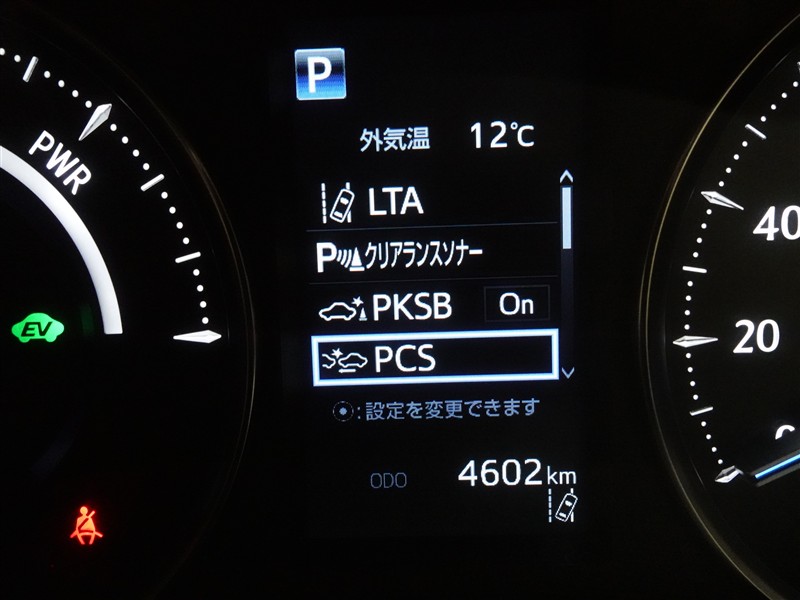 P
外気温 12℃
PWR
LTA
Pクリアランスソナー
PKSB On
PCS
:設定を変更できます
EV
ODO 4602km
40
20